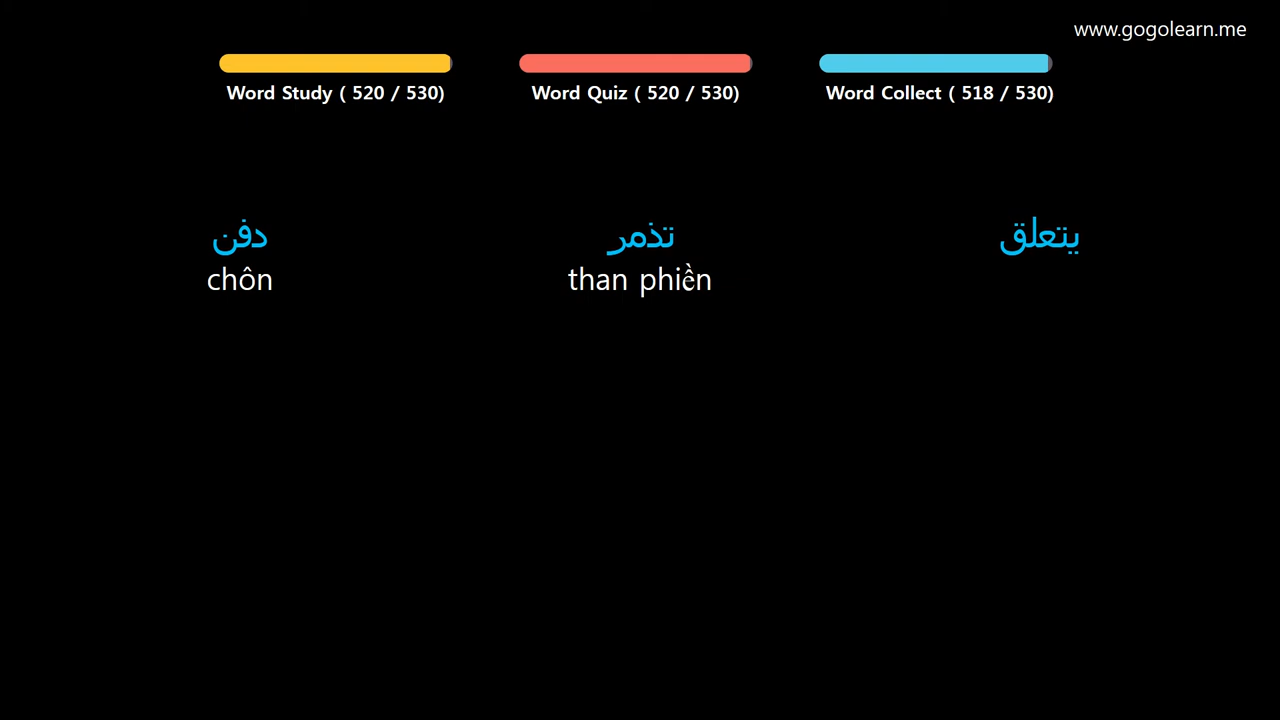 www.gogolearn.me
Word Study ( 520 / 530)
Word Quiz ( 520 / 530)
Word Collect ( 518 / 530)
دفن
chôn
تذمر
than phiền
يتعلق